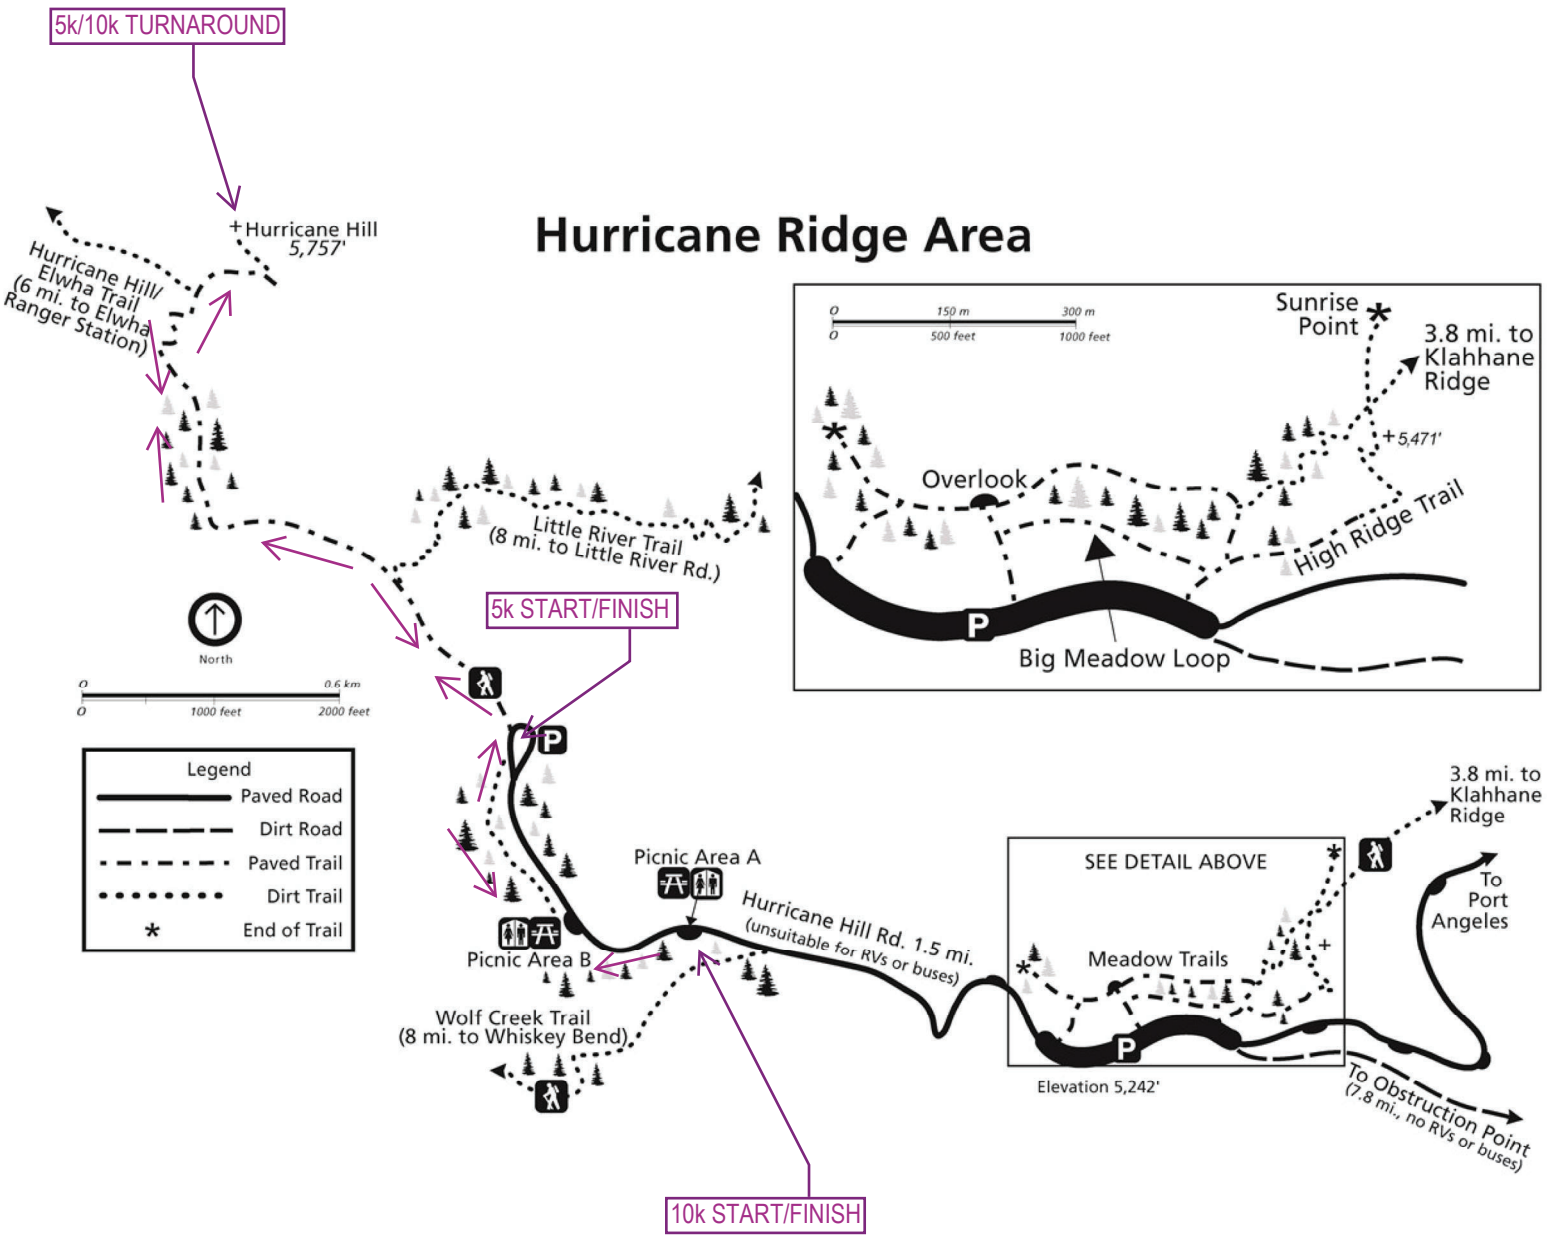 5k/10k TURNAROUND
Hurricane Hill
5,757'
Hurricane Hill/
Elwha Trail
(6 mi. to Elwha
Ranger Station)
Hurricane Ridge Area
0 150 m 300 m
0 500 feet 1000 feet
Sunrise
Point
3.8 mi. to
Klahhane
Ridge
5,471'
Overlook
High Ridge Trail
P
Big Meadow Loop
Little River Trail
(8 mi. to Little River Rd.)
5k START/FINISH
North
0 0.6 km
0 1000 feet 2000 feet
P
Legend
Paved Road
Dirt Road
Paved Trail
Dirt Trail
* End of Trail
Picnic Area A
Picnic Area B
Hurricane Hill Rd. 1.5 mi.
(unsuitable for RVs or buses)
Wolf Creek Trail
(8 mi. to Whiskey Bend)
SEE DETAIL ABOVE
Meadow Trails
P
Elevation 5,242'
3.8 mi. to
Klahhane
Ridge
To
Port
Angeles
To Obstruction Point
(7.8 mi., no RVs or buses)
10k START/FINISH